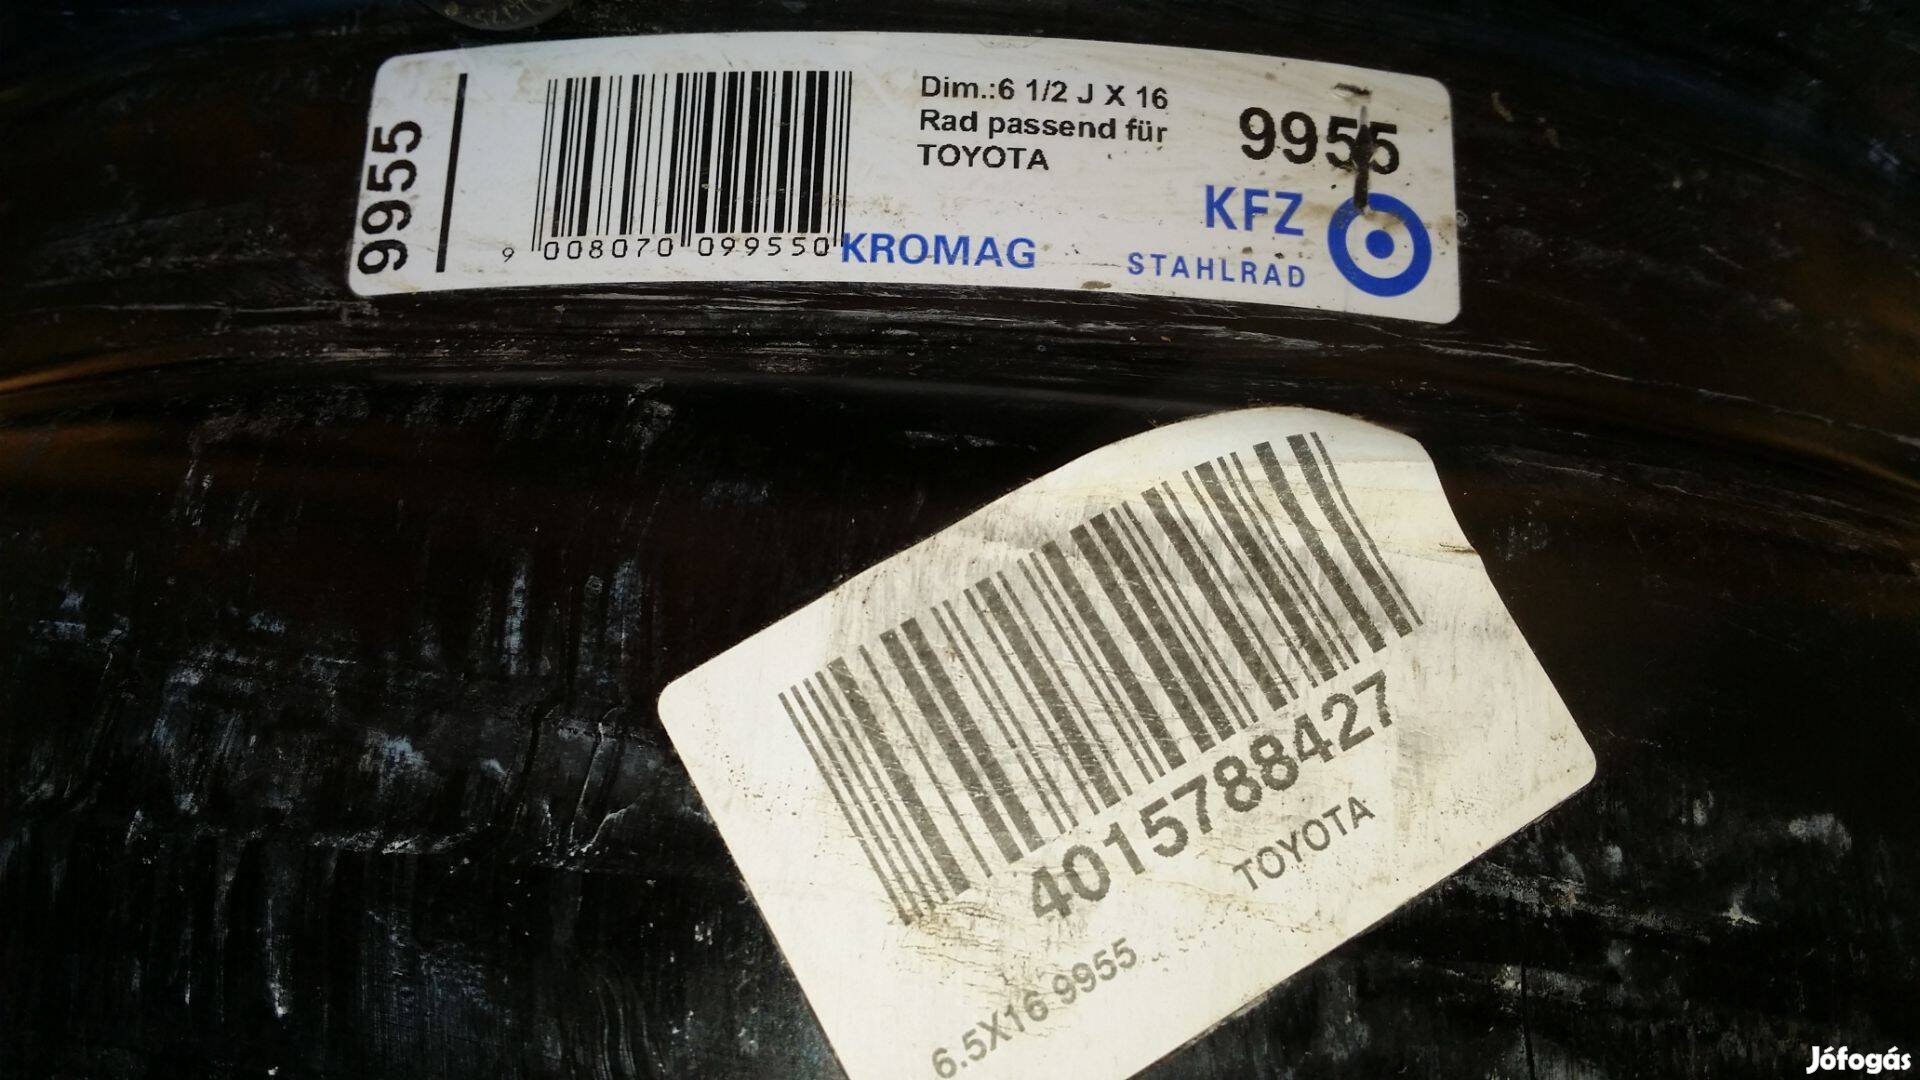 9955
9 008070 099550
Dim.:6 1/2 J X 16
Rad passend für
TOYOTA
KROMAG
9955
KFZ
STAHLRAD
4015788427
TOYOTA
6.5X16 9955
Jófogás